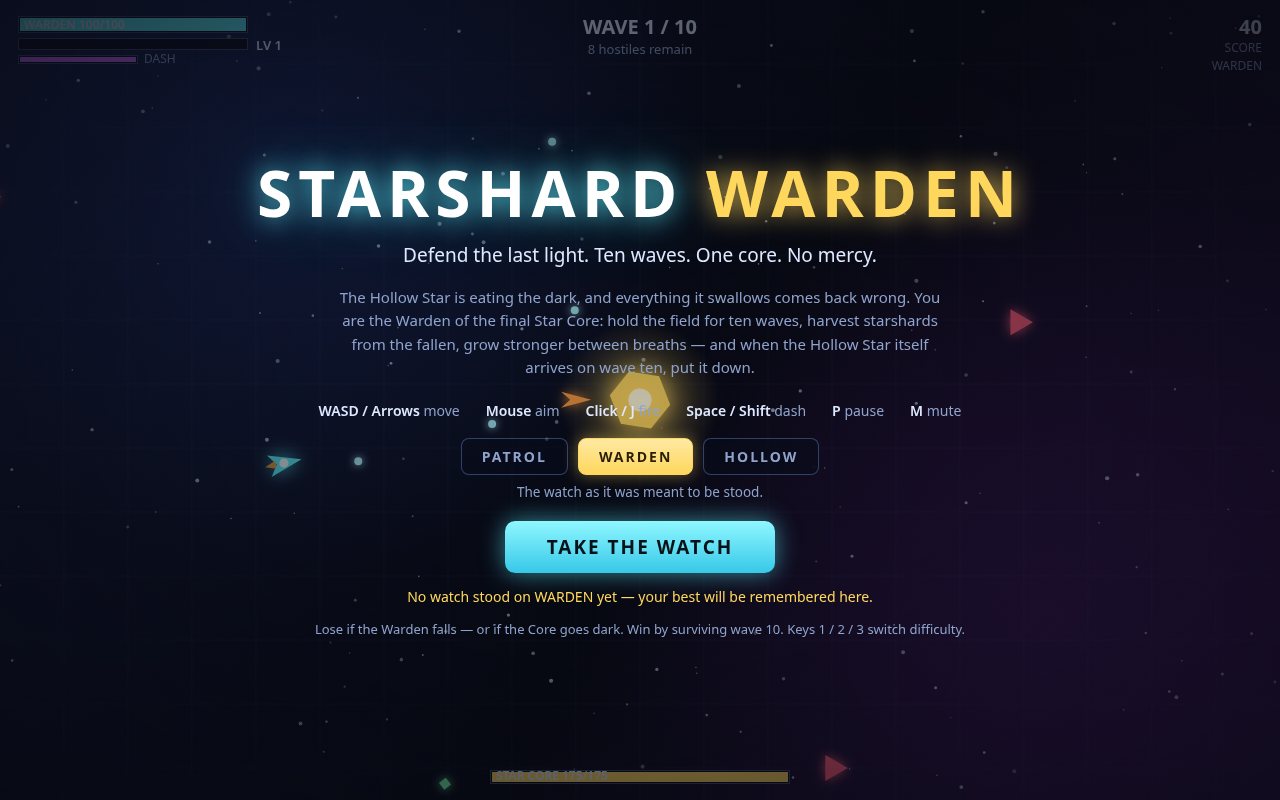 WARDEN 100/100
LV 1
DASH
WAVE 1 / 10
8 hostiles remain
40
SCORE
WARDEN
STARSHARD WARDEN
Defend the last light. Ten waves. One core. No mercy.
The Hollow Star is eating the dark, and everything it swallows comes back wrong. You
are the Warden of the final Star Core: hold the field for ten waves, harvest starshards
from the fallen, grow stronger between breaths — and when the Hollow Star itself
arrives on wave ten, put it down.
WASD / Arrows move Mouse aim Click / J fire Space / Shift dash P pause M mute
PATROL WARDEN HOLLOW
The watch as it was meant to be stood.
TAKE THE WATCH
No watch stood on WARDEN yet — your best will be remembered here.
Lose if the Warden falls — or if the Core goes dark. Win by surviving wave 10. Keys 1 / 2 / 3 switch difficulty.
STAR CORE 175/175